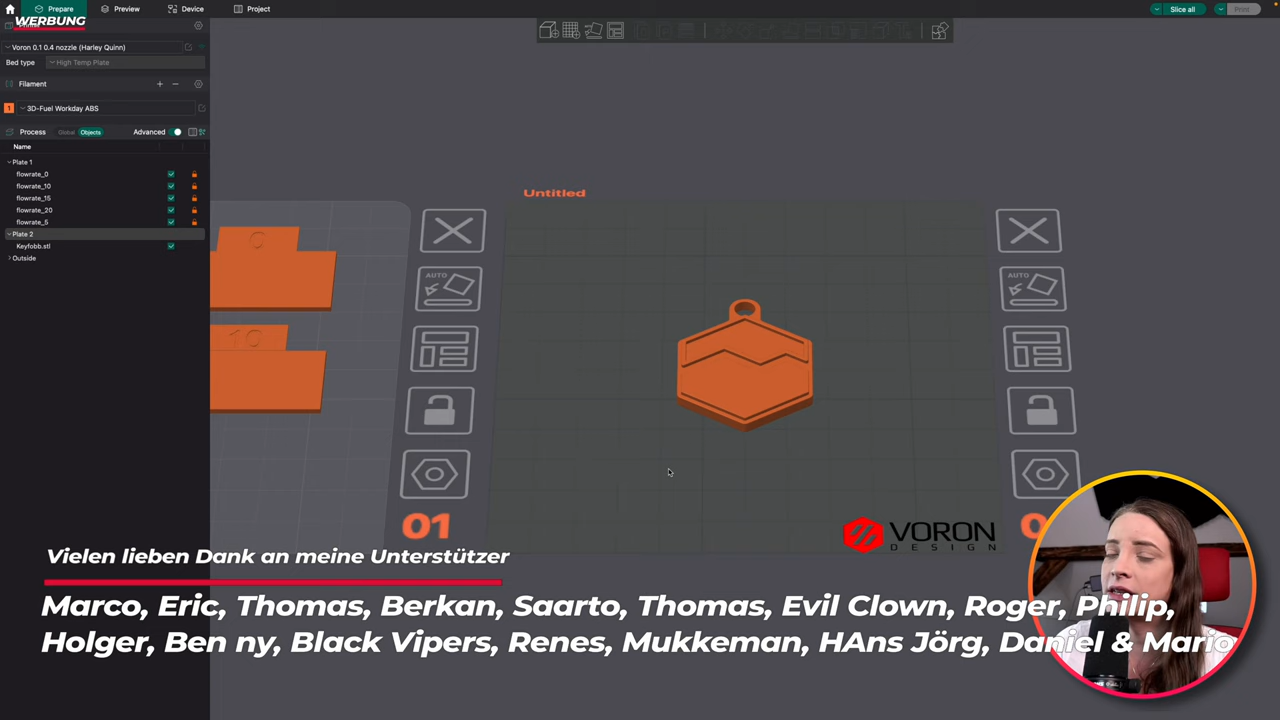 Prepare
Preview
Device
Project
Slice all
Print
WERBUNG
Voron 0.1 0.4 nozzle (Harley Quinn)
Bed type
High Temp Plate
Filament
1
3D-Fuel Workday ABS
Process
Global
Objects
Advanced
Name
Plate 1
flowrate_0
flowrate_10
flowrate_15
flowrate_20
flowrate_5
Plate 2
Keyfobb.stl
Outside
Untitled
0
10
AUTO
AUTO
01
VORON
DESIGN
Vielen lieben Dank an meine Unterstützer
Marco, Eric, Thomas, Berkan, Saarto, Thomas, Evil Clown, Roger, Philip,
Holger, Ben ny, Black Vipers, Renes, Mukkeman, HAns Jörg, Daniel & Mario